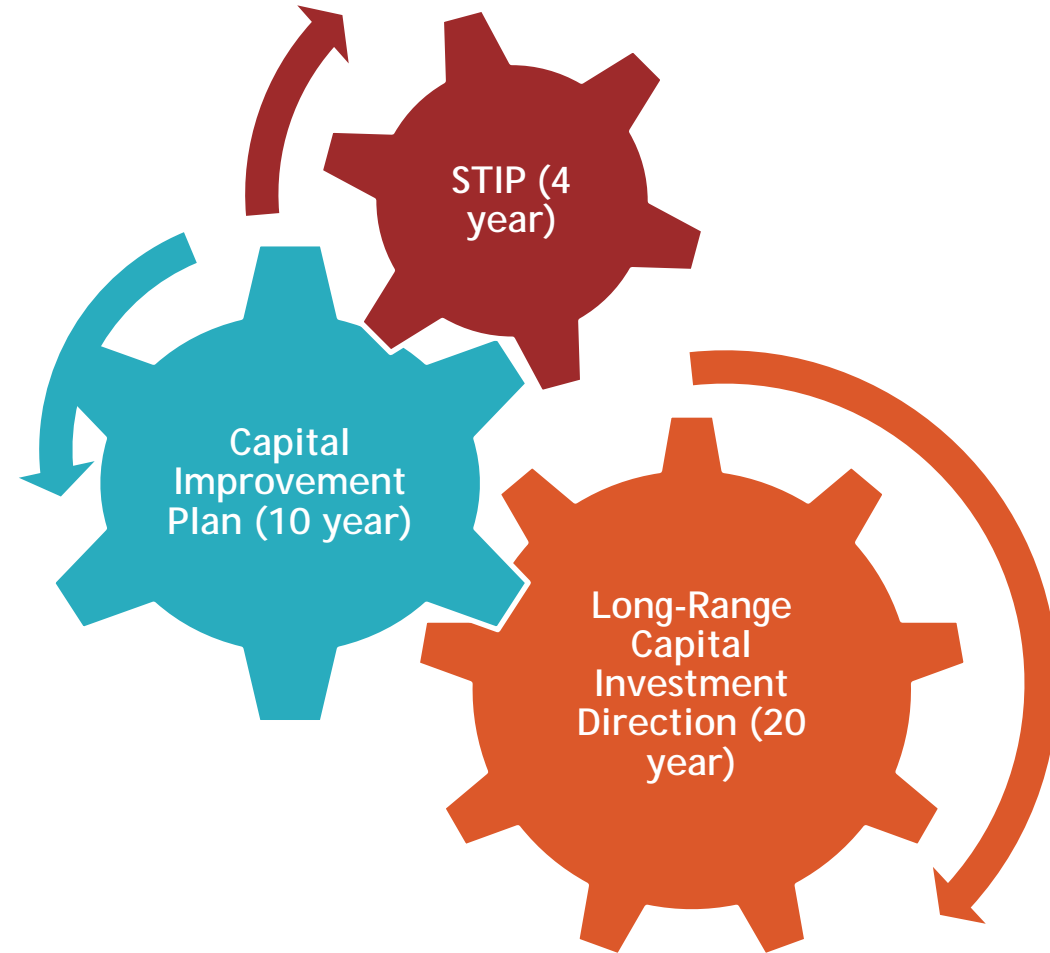 STIP (4
year)
Capital
Improvement
Plan (10 year)
Long-Range
Capital
Investment
Direction (20
year)